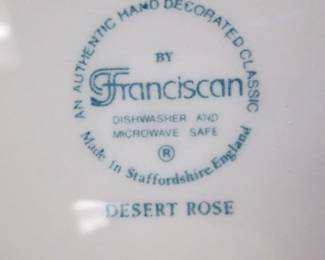 AN AUTHENTIC HAND DECORATED CLASSIC
BY
Franciscan
DISHWASHER AND
MICROWAVE SAFE
®
Made in Staffordshire, England
DESERT ROSE